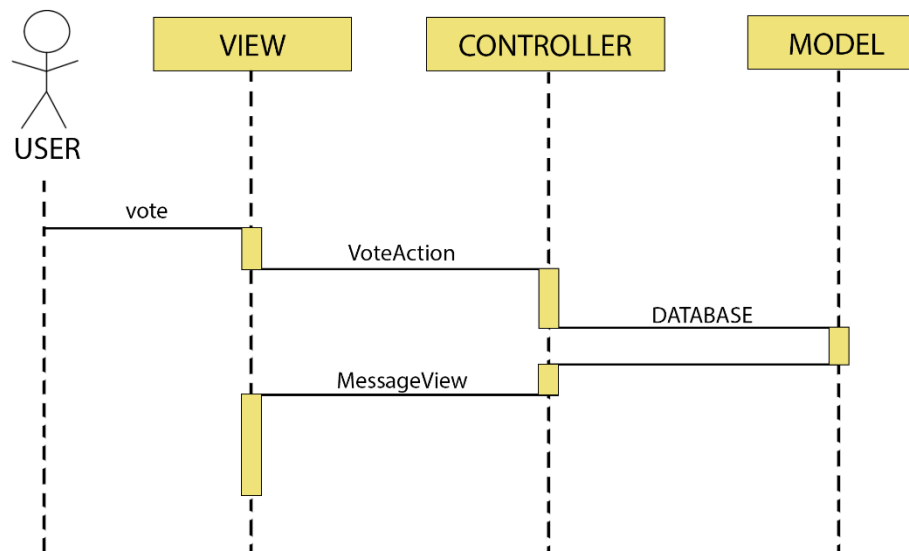 VIEW
CONTROLLER
MODEL
USER
vote
VoteAction
DATABASE
MessageView